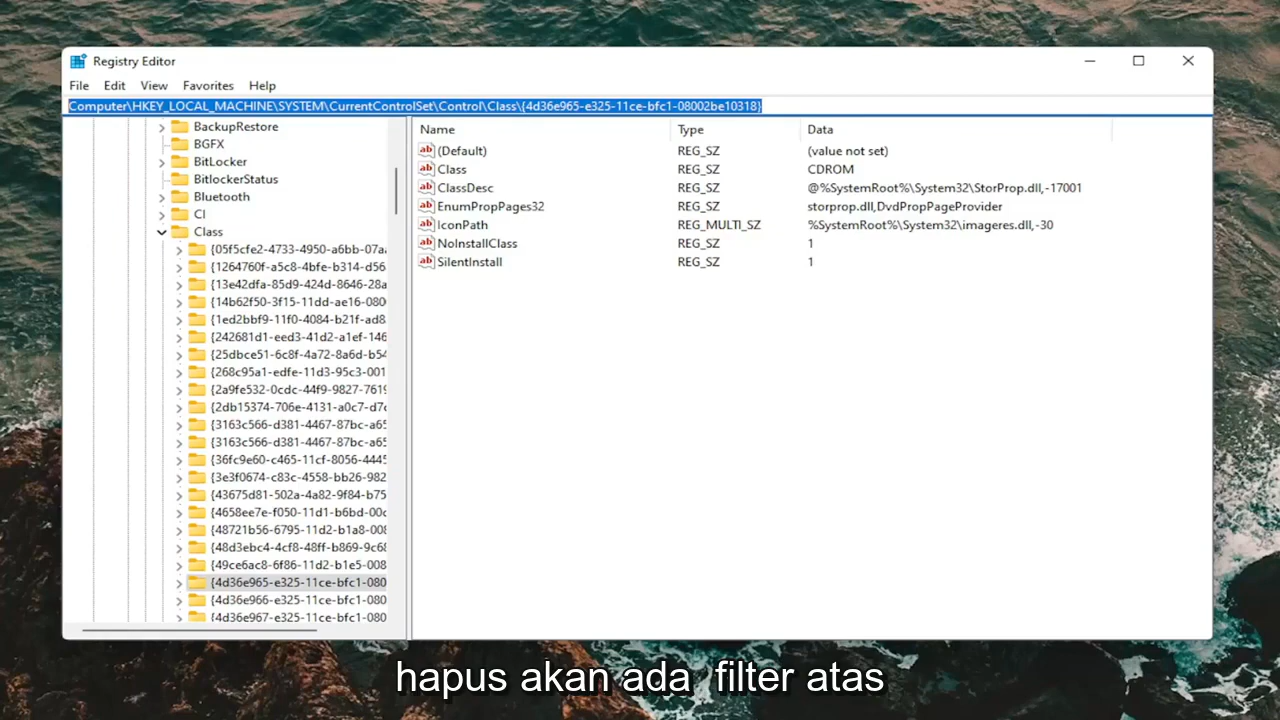 Registry Editor
File Edit View Favorites Help
Computer\HKEY_LOCAL_MACHINE\SYSTEM\CurrentControlSet\Control\Class\{4d36e965-e325-11ce-bfc1-08002be10318}
BackupRestore
BGFX
BitLocker
BitlockerStatus
Bluetooth
CI
Class
{05f5cfe2-4733-4950-a6bb-07aa
{1264760f-a5c8-4bfe-b314-d56
{13e42dfa-85d9-424d-8646-28a
{14b62f50-3f15-11dd-ae16-080
{1ed2bbf9-11f0-4084-b21f-ad8
{242681d1-eed3-41d2-a1ef-146
{25dbce51-6c8f-4a72-8a6d-b54
{268c95a1-edfe-11d3-95c3-001
{2a9fe532-0cdc-44f9-9827-7619
{2db15374-706e-4131-a0c7-d7c
{3163c566-d381-4467-87bc-a65
{3163c566-d381-4467-87bc-a65
{36fc9e60-c465-11cf-8056-4445
{3e3f0674-c83c-4558-bb26-982
{43675d81-502a-4a82-9f84-b75
{4658ee7e-f050-11d1-b6bd-00c
{48721b56-6795-11d2-b1a8-008
{48d3ebc4-4cf8-48ff-b869-9c68
{49ce6ac8-6f86-11d2-b1e5-008
{4d36e965-e325-11ce-bfc1-080
{4d36e966-e325-11ce-bfc1-080
{4d36e967-e325-11ce-bfc1-080
Name Type Data
(Default) REG_SZ (value not set)
Class REG_SZ CDROM
ClassDesc REG_SZ @%SystemRoot%\System32\StorProp.dll,-17001
EnumPropPages32 REG_SZ storprop.dll,DvdPropPageProvider
IconPath REG_MULTI_SZ %SystemRoot%\System32\imageres.dll,-30
NoInstallClass REG_SZ 1
SilentInstall REG_SZ 1
hapus akan ada filter atas